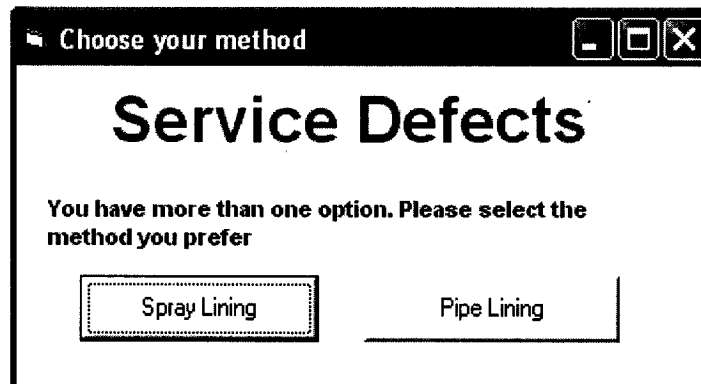 Choose your method
Service Defects
You have more than one option. Please select the
method you prefer
Spray Lining
Pipe Lining